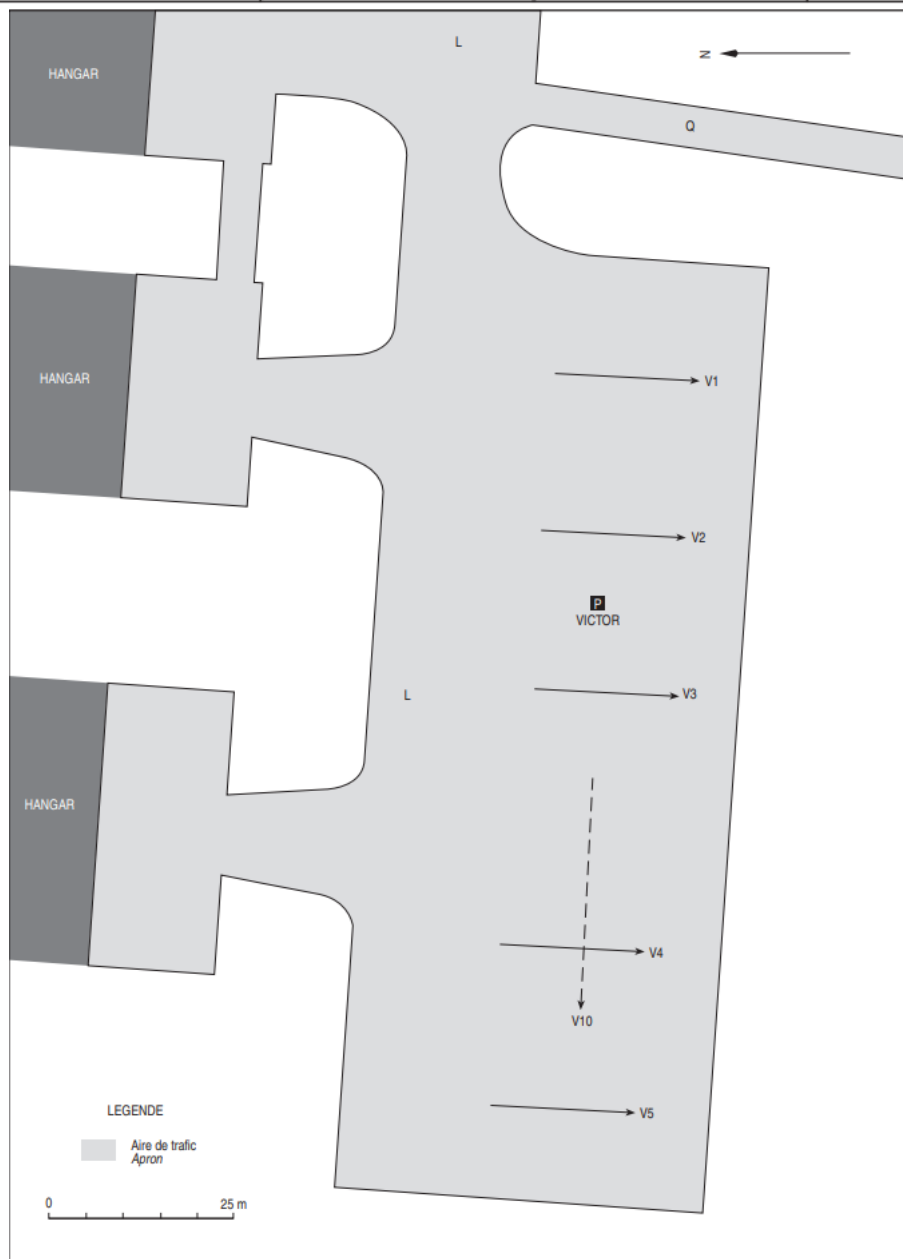 L
N
HANGAR
Q
HANGAR
V1
V2
P
VICTOR
L
V3
HANGAR
V4
V10
LEGENDE
V5
Aire de trafic
Apron
0 25 m